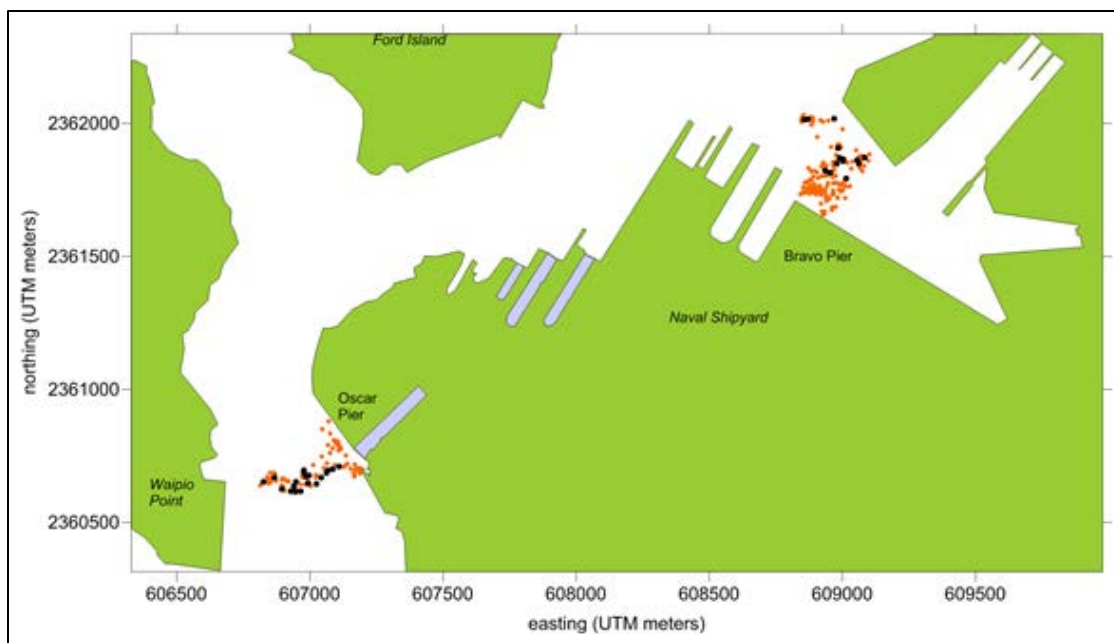 Ford Island
2362000
2361500
2361000
2360500
northing (UTM meters)
Bravo Pier
Naval Shipyard
Oscar
Pier
Waipio
Point
606500
607000
607500
608000
608500
609000
609500
easting (UTM meters)